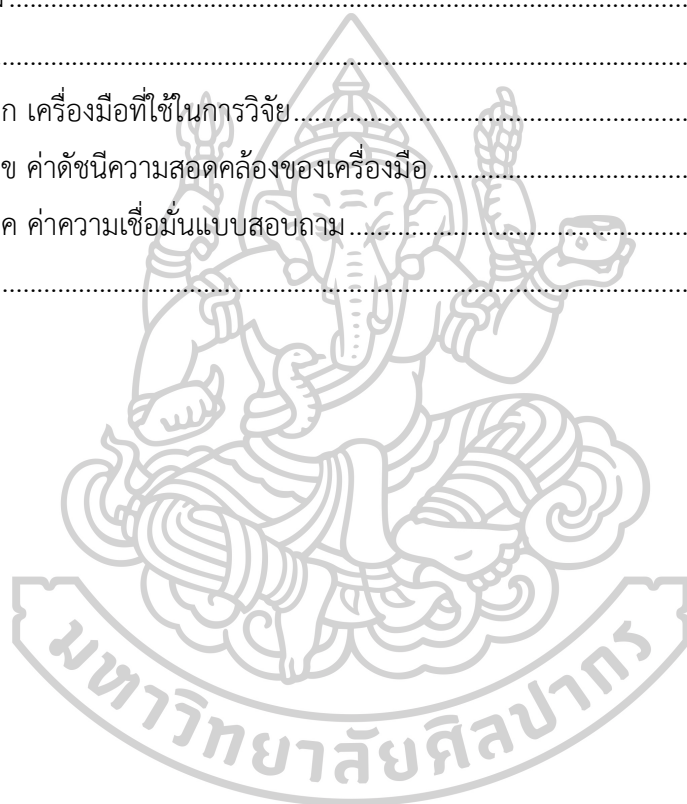 ................................................................................
................................................................................
ก เครื่องมือที่ใช้ในการวิจัย................................................
ข ค่าดัชนีความสอดคล้องของเครื่องมือ................................
ค ค่าความเชื่อมั่นแบบสอบถาม..........................................
................................................................................
มหาวิทยาลัยศิลปากร